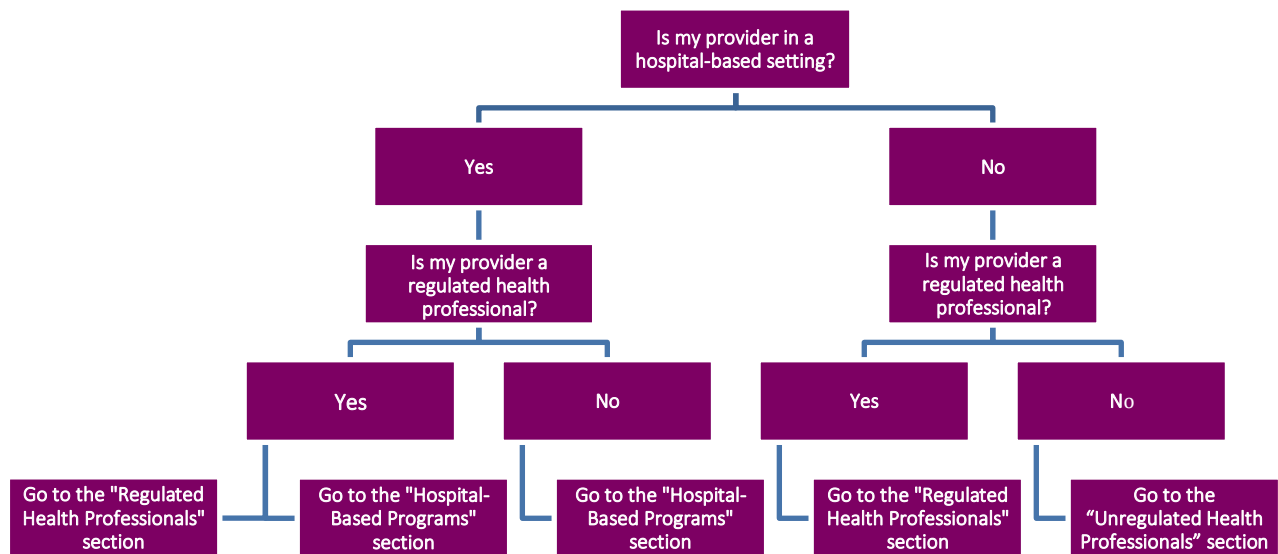 Is my provider in a
hospital-based setting?
Yes
No
Is my provider a
regulated health
professional?
Is my provider a
regulated health
professional?
Yes
No
Yes
No
Go to the "Regulated
Health Professionals"
section
Go to the "Hospital-
Based Programs"
section
Go to the "Hospital-
Based Programs"
section
Go to the "Regulated
Health Professionals"
section
Go to the
“Unregulated Health
Professionals” section